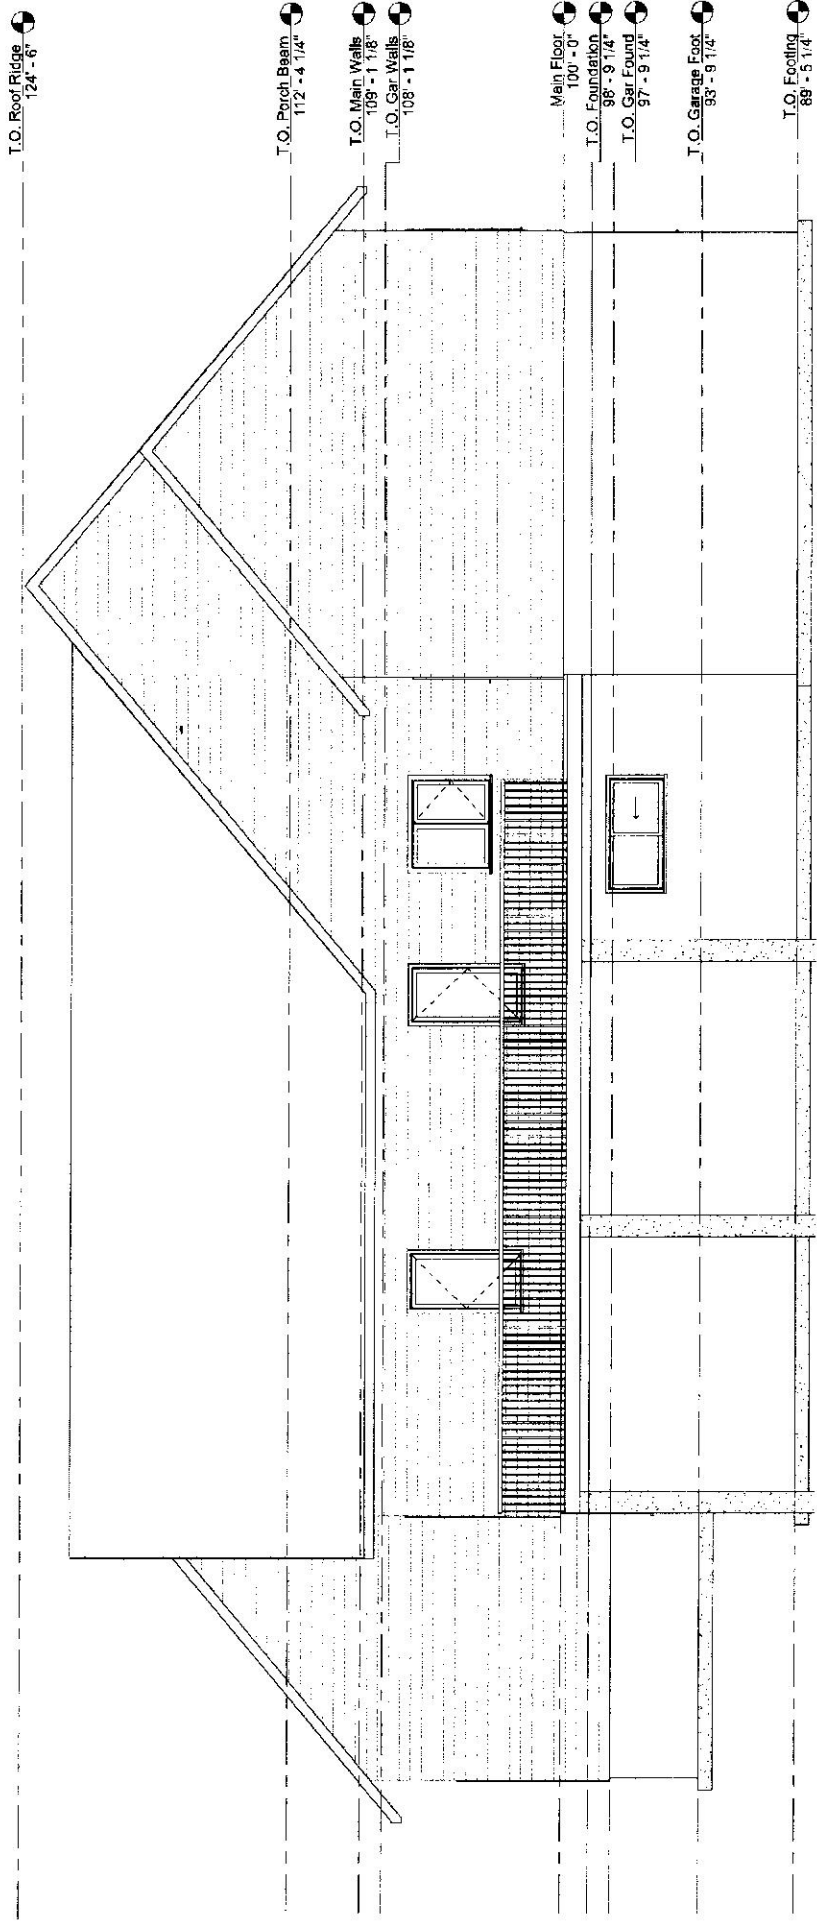 T.O. Roof Ridge
124' - 6"
T.O. Porch Beam
112' - 4 1/4"
T.O. Main Walls
109' - 1 1/8"
T.O. Gar Walls
108' - 1 1/8"
Main Floor
100' - 0"
T.O. Foundation
98' - 9 1/4"
T.O. Gar Found
97' - 9 1/4"
T.O. Garage Foot
93' - 9 1/4"
T.O. Footing
89' - 5 1/4"